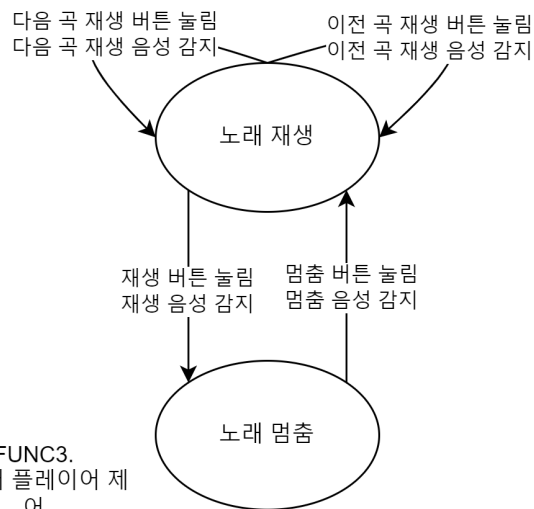 다음 곡 재생 버튼 눌림
다음 곡 재생 음성 감지
이전 곡 재생 버튼 눌림
이전 곡 재생 음성 감지
노래 재생
재생 버튼 눌림
재생 음성 감지
멈춤 버튼 눌림
멈춤 음성 감지
노래 멈춤
FUNC3.
플레이어 제
어